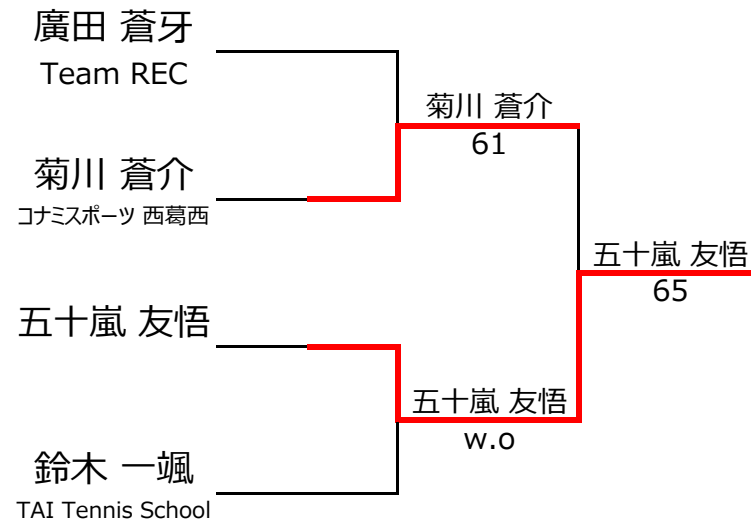 廣田 蒼牙
Team REC
菊川 蒼介
61
菊川 蒼介
コナミスポーツ 西葛西
五十嵐 友悟
65
五十嵐 友悟
五十嵐 友悟
w.o
鈴木 一颯
TAI Tennis School